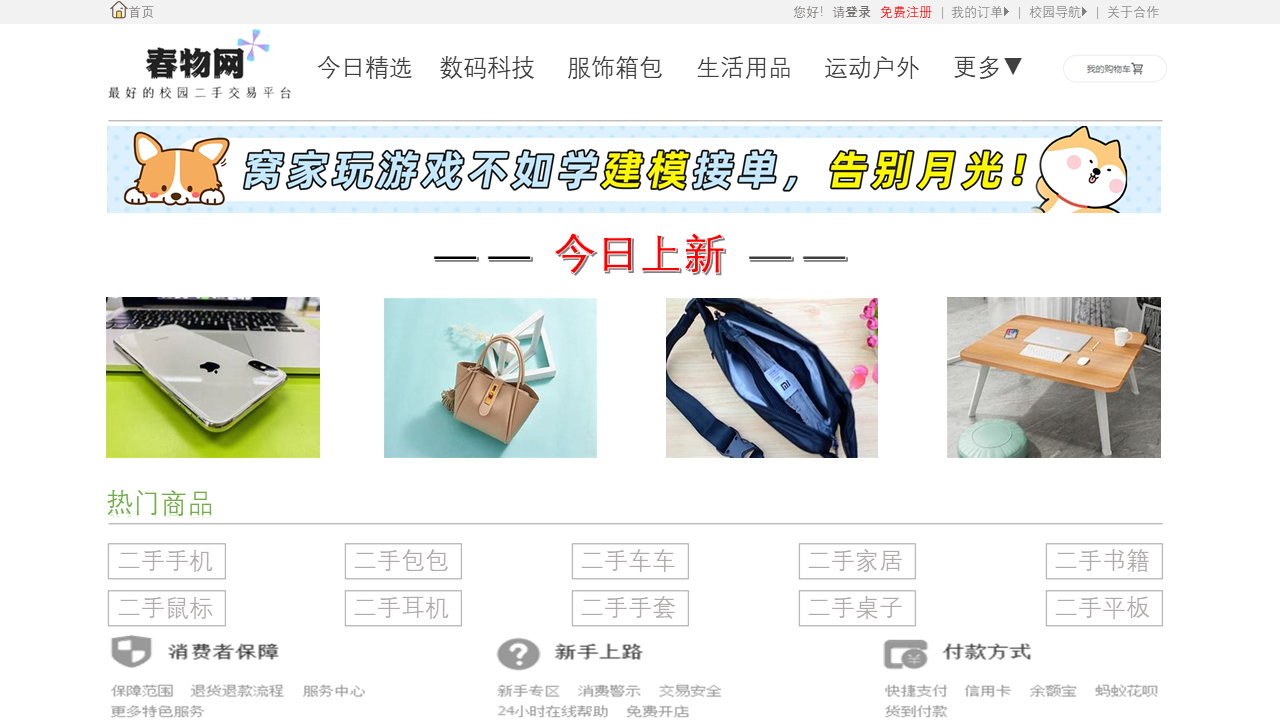 首页 您好! 请登录 免费注册 | 我的订单 | 校园导航 | 关于合作
春物网
最好的校园二手交易平台
今日精选 数码科技 服饰箱包 生活用品 运动户外 更多▼ 我的购物车
窝家玩游戏不如学建模接单，告别月光！
今日上新
热门商品
二手手机 二手包包 二手车车 二手家居 二手书籍
二手鼠标 二手耳机 二手手套 二手桌子 二手平板
消费者保障 新手上路 付款方式
保障范围 退货退款流程 服务中心 新手专区 消费警示 交易安全 快捷支付 信用卡 余额宝 蚂蚁花呗
更多特色服务 24小时在线帮助 免费开店 货到付款